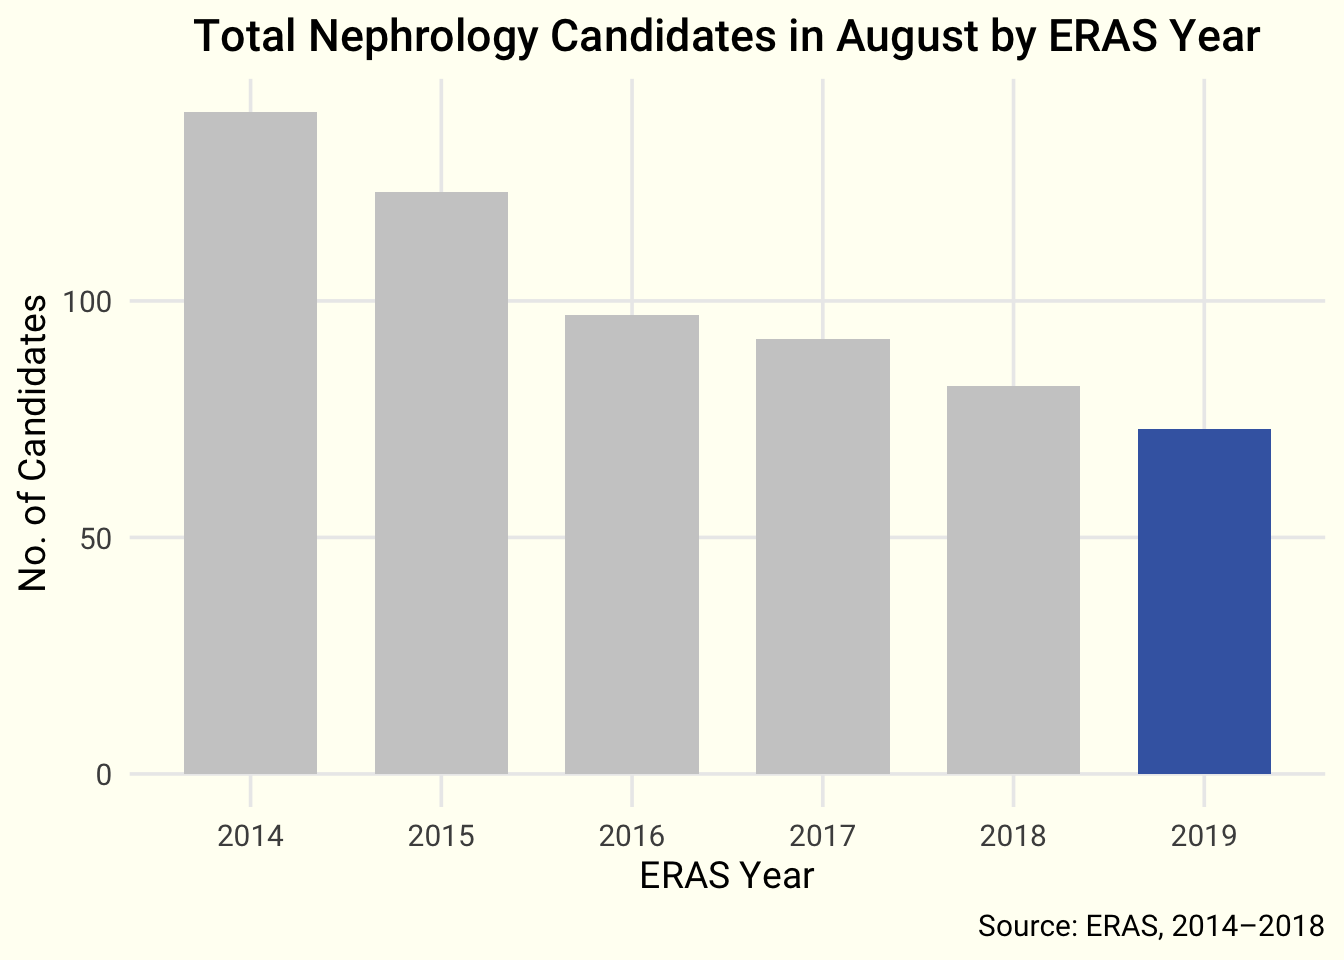 Total Nephrology Candidates in August by ERAS Year
No. of Candidates
100
50
0
2014 2015 2016 2017 2018 2019
ERAS Year
Source: ERAS, 2014–2018